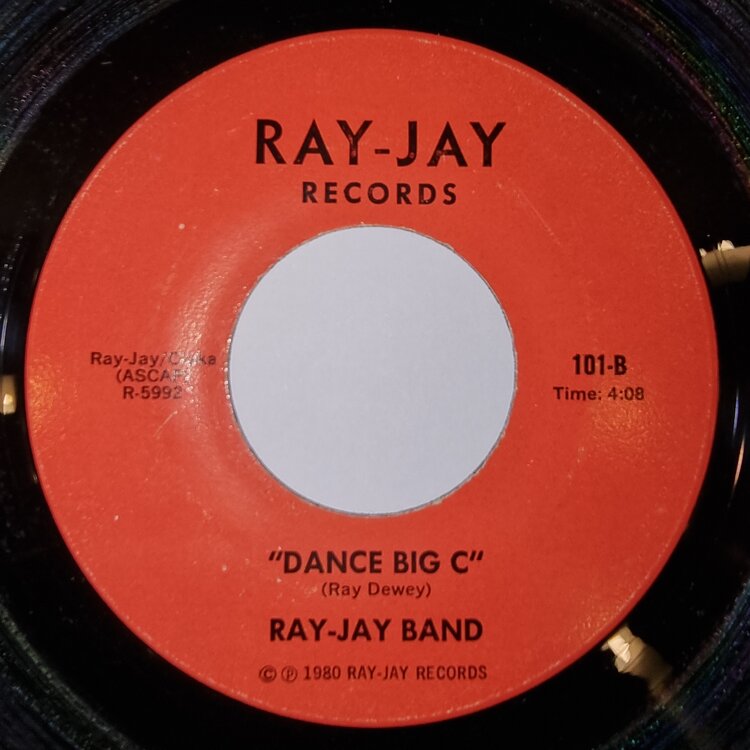 RAY-JAY
RECORDS
Ray-Jay/
(ASCAP)
R-5992
101-B
Time: 4:08
"DANCE BIG C"
(Ray Dewey)
RAY-JAY BAND
© ℗ 1980 RAY-JAY RECORDS